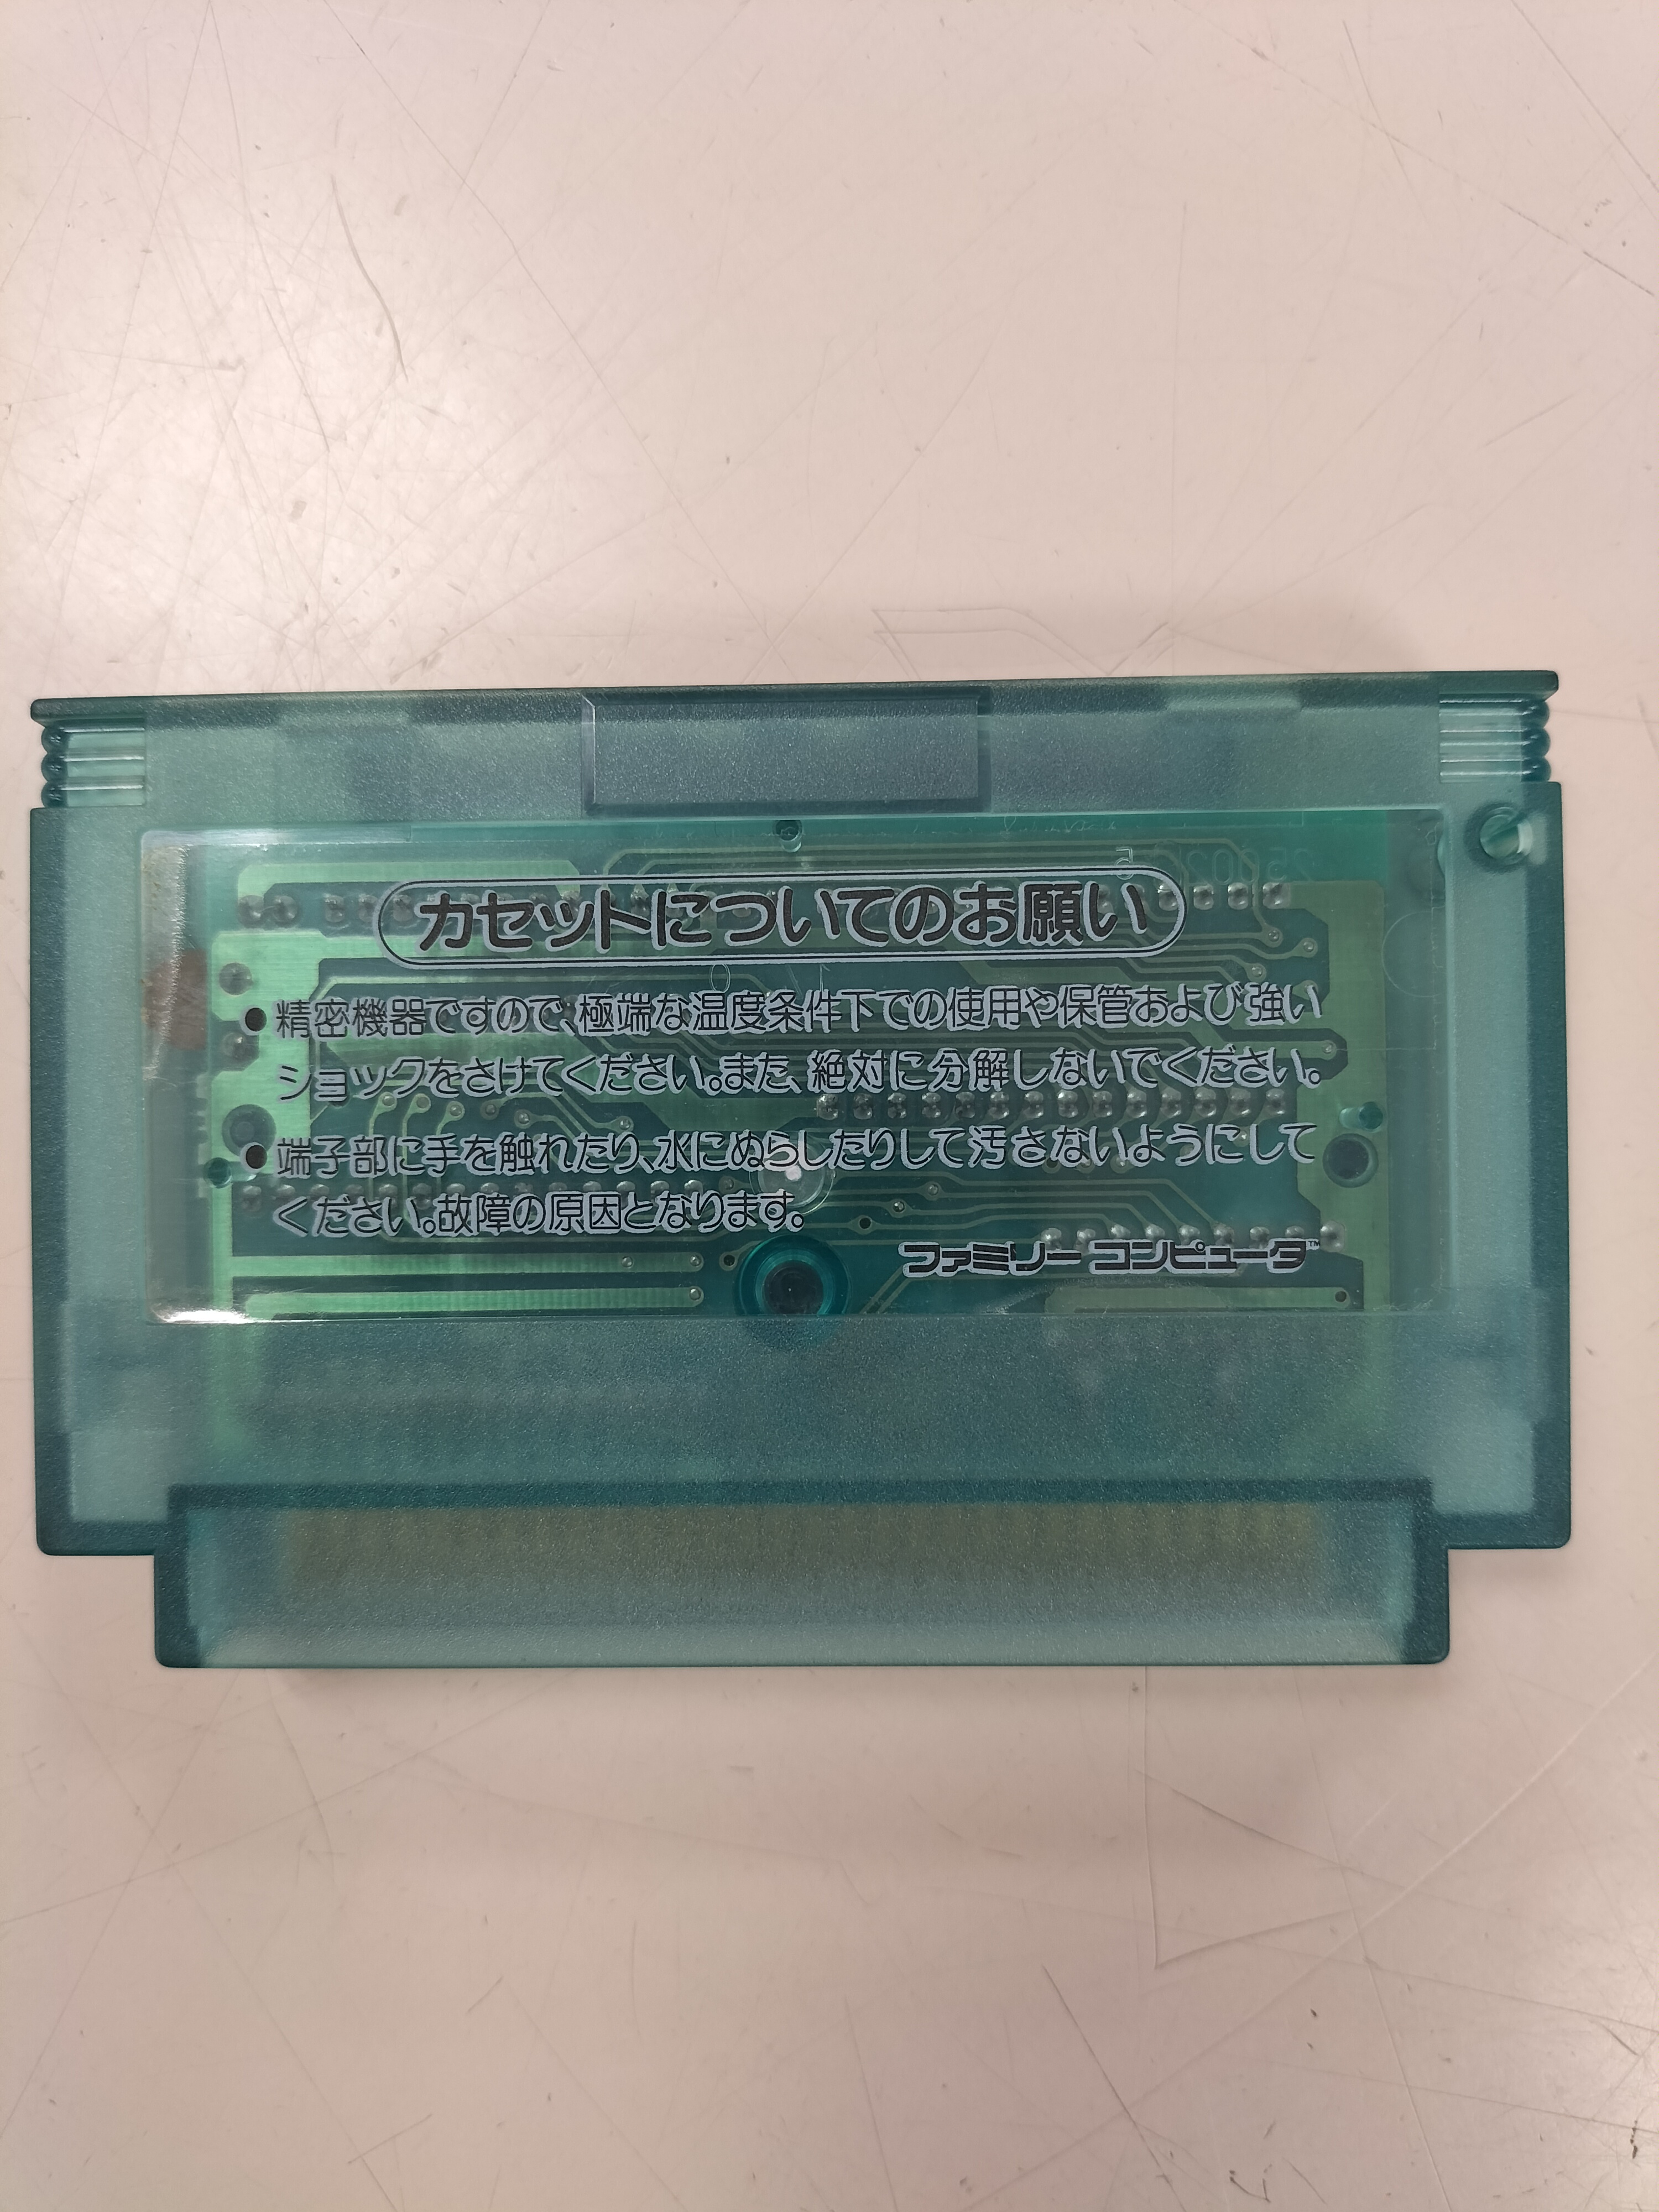 カセットについてのお願い
●精密機器ですので、極端な温度条件下での使用や保管および強い
ショックをさけてください。また、絶対に分解しないでください。
●端子部に手を触れたり、水にぬらしたりして汚さないようにして
ください。故障の原因となります。
ファミリーコンピュータ™